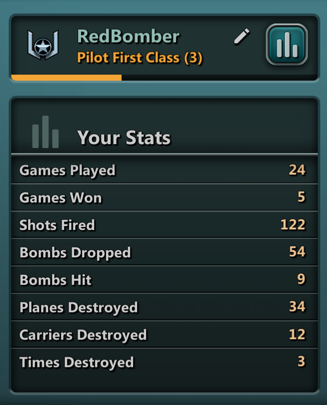 RedBomber
Pilot First Class (3)
Your Stats
Games Played 24
Games Won 5
Shots Fired 122
Bombs Dropped 54
Bombs Hit 9
Planes Destroyed 34
Carriers Destroyed 12
Times Destroyed 3